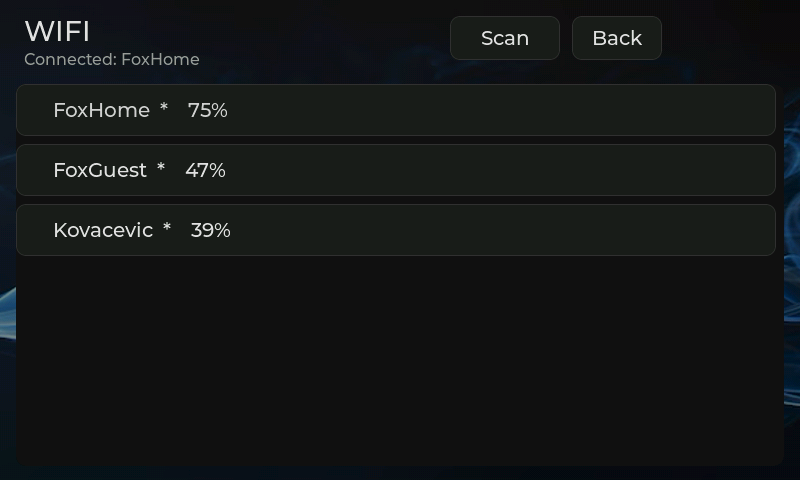 WIFI
Connected: FoxHome
Scan
Back
FoxHome * 75%
FoxGuest * 47%
Kovacevic * 39%